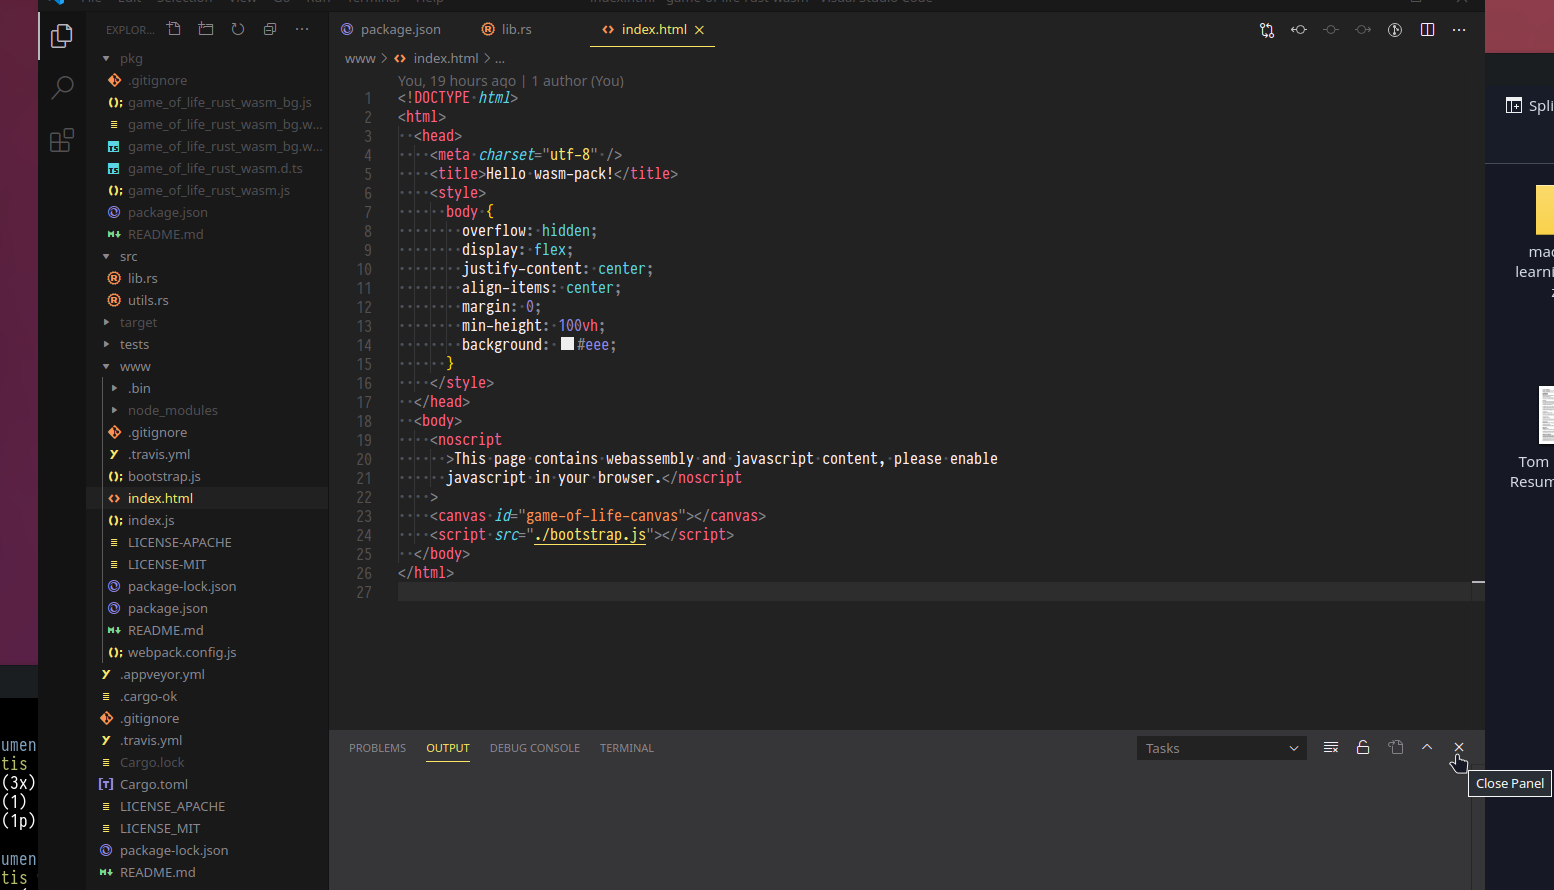 EXPLOR...
package.json
lib.rs
index.html
www > index.html > ...
You, 19 hours ago | 1 author (You)
pkg
.gitignore
game_of_life_rust_wasm_bg.js
game_of_life_rust_wasm_bg.w...
game_of_life_rust_wasm_bg.w...
game_of_life_rust_wasm.d.ts
game_of_life_rust_wasm.js
package.json
README.md
src
lib.rs
utils.rs
target
tests
www
.bin
node_modules
.gitignore
.travis.yml
bootstrap.js
index.html
index.js
LICENSE-APACHE
LICENSE-MIT
package-lock.json
package.json
README.md
webpack.config.js
.appveyor.yml
.cargo-ok
.gitignore
.travis.yml
Cargo.lock
Cargo.toml
LICENSE_APACHE
LICENSE_MIT
package-lock.json
README.md
1 <!DOCTYPE html>
2 <html>
3 <head>
4 <meta charset="utf-8" />
5 <title>Hello wasm-pack!</title>
6 <style>
7 body {
8 overflow: hidden;
9 display: flex;
10 justify-content: center;
11 align-items: center;
12 margin: 0;
13 min-height: 100vh;
14 background: #eee;
15 }
16 </style>
17 </head>
18 <body>
19 <noscript
20 >This page contains webassembly and javascript content, please enable
21 javascript in your browser.</noscript
22 >
23 <canvas id="game-of-life-canvas"></canvas>
24 <script src="./bootstrap.js"></script>
25 </body>
26 </html>
27
PROBLEMS
OUTPUT
DEBUG CONSOLE
TERMINAL
Tasks
Close Panel
Spli
mac
learni
z
Tom
Resum
umen
tis
(3x)
(1)
(1p)
umen
tis